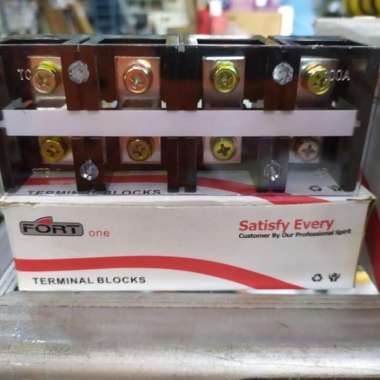 TC
00A
TERMINAL BLOCKS
FORT one
Satisfy Every
Customer By Our Professional Spirit
TERMINAL BLOCKS